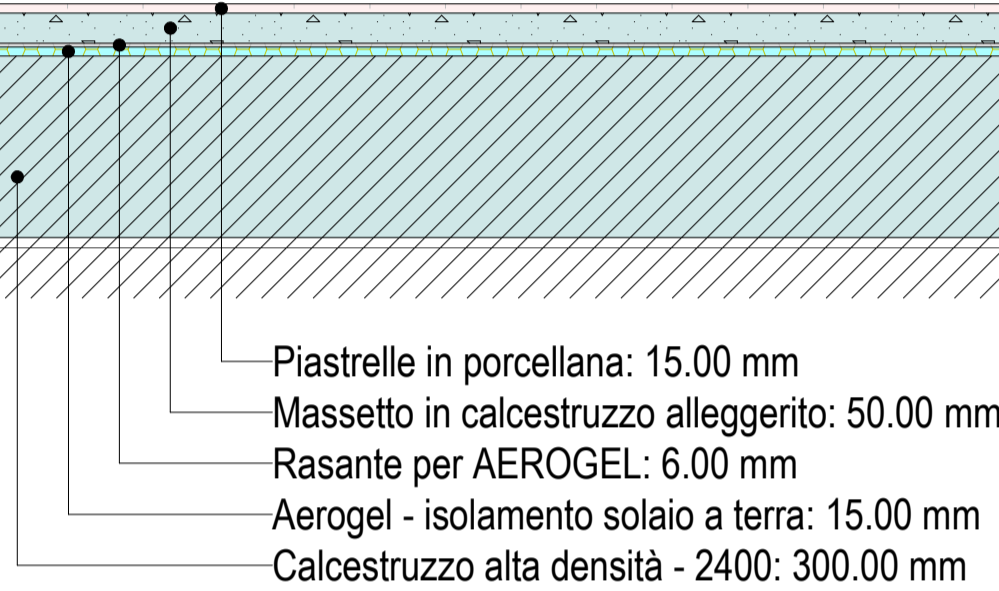 Piastrelle in porcellana: 15.00 mm
Massetto in calcestruzzo alleggerito: 50.00 mm
Rasante per AEROGEL: 6.00 mm
Aerogel - isolamento solaio a terra: 15.00 mm
Calcestruzzo alta densità - 2400: 300.00 mm